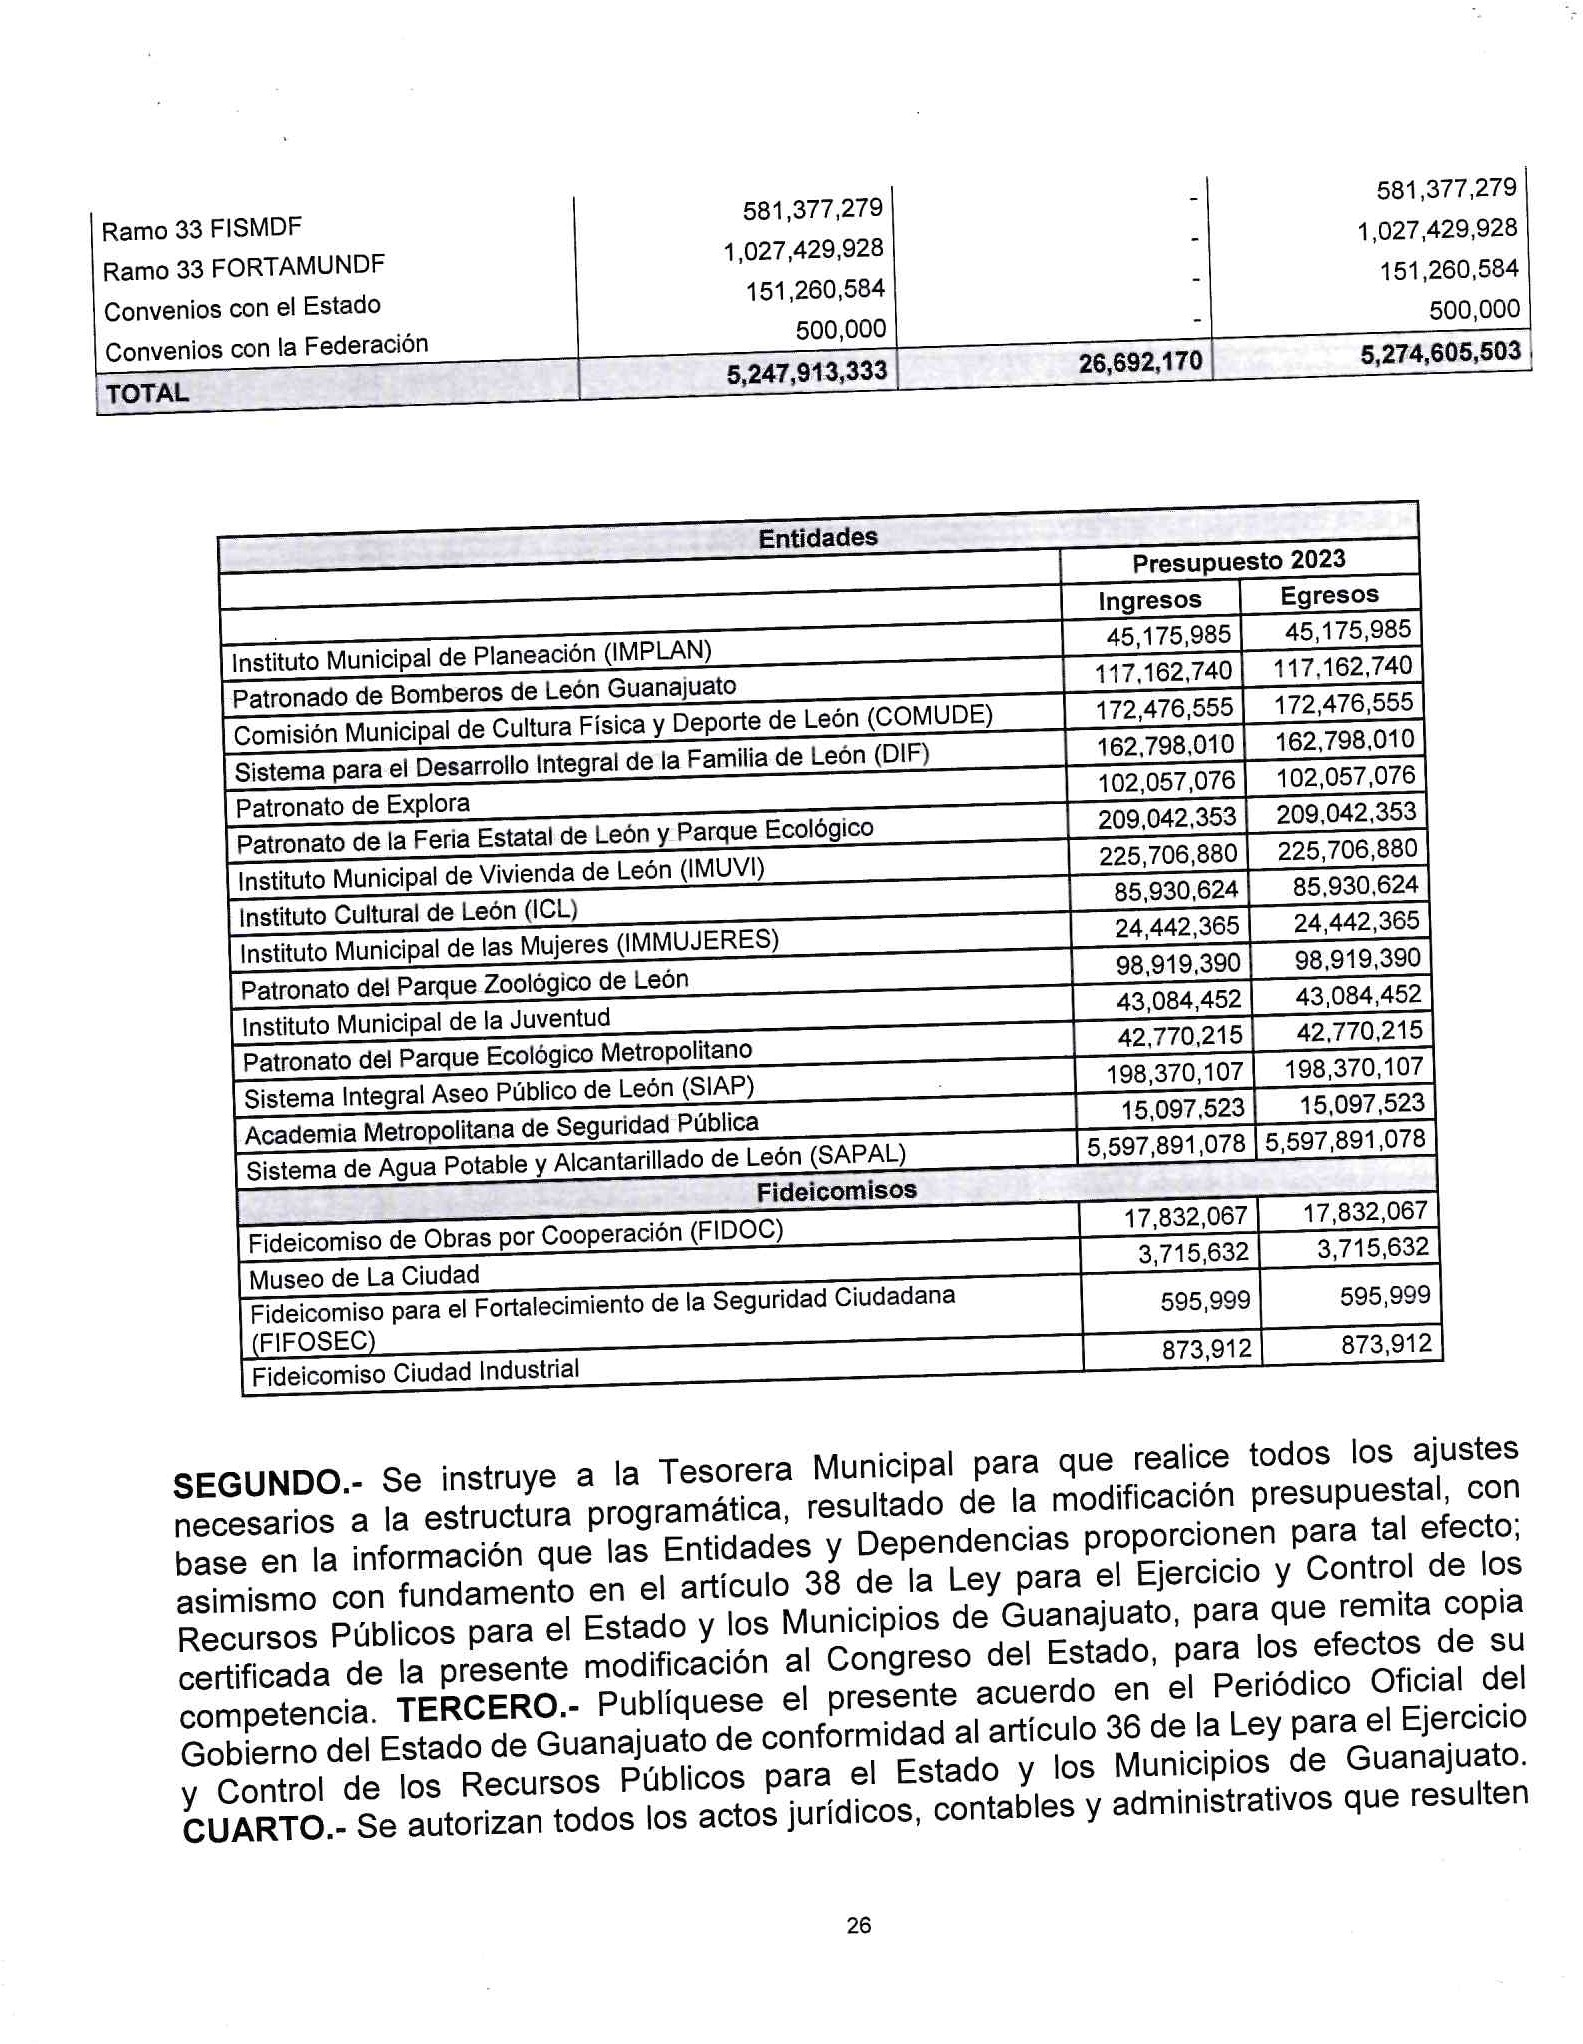 Ramo 33 FISMDF 581,377,279 - 581,377,279
Ramo 33 FORTAMUNDF 1,027,429,928 - 1,027,429,928
Convenios con el Estado 151,260,584 - 151,260,584
Convenios con la Federación 500,000 - 500,000
TOTAL 5,247,913,333 26,692,170 5,274,605,503
Entidades
Presupuesto 2023
Ingresos Egresos
Instituto Municipal de Planeación (IMPLAN) 45,175,985 45,175,985
Patronado de Bomberos de León Guanajuato 117,162,740 117,162,740
Comisión Municipal de Cultura Física y Deporte de León (COMUDE) 172,476,555 172,476,555
Sistema para el Desarrollo Integral de la Familia de León (DIF) 162,798,010 162,798,010
Patronato de Explora 102,057,076 102,057,076
Patronato de la Feria Estatal de León y Parque Ecológico 209,042,353 209,042,353
Instituto Municipal de Vivienda de León (IMUVI) 225,706,880 225,706,880
Instituto Cultural de León (ICL) 85,930,624 85,930,624
Instituto Municipal de las Mujeres (IMMUJERES) 24,442,365 24,442,365
Patronato del Parque Zoológico de León 98,919,390 98,919,390
Instituto Municipal de la Juventud 43,084,452 43,084,452
Patronato del Parque Ecológico Metropolitano 42,770,215 42,770,215
Sistema Integral Aseo Público de León (SIAP) 198,370,107 198,370,107
Academia Metropolitana de Seguridad Pública 15,097,523 15,097,523
Sistema de Agua Potable y Alcantarillado de León (SAPAL) 5,597,891,078 5,597,891,078
Fideicomisos
Fideicomiso de Obras por Cooperación (FIDOC) 17,832,067 17,832,067
Museo de La Ciudad 3,715,632 3,715,632
Fideicomiso para el Fortalecimiento de la Seguridad Ciudadana 595,999 595,999
(FIFOSEC)
Fideicomiso Ciudad Industrial 873,912 873,912
SEGUNDO.- Se instruye a la Tesorera Municipal para que realice todos los ajustes
necesarios a la estructura programática, resultado de la modificación presupuestal, con
base en la información que las Entidades y Dependencias proporcionen para tal efecto;
asimismo con fundamento en el artículo 38 de la Ley para el Ejercicio y Control de los
Recursos Públicos para el Estado y los Municipios de Guanajuato, para que remita copia
certificada de la presente modificación al Congreso del Estado, para los efectos de su
competencia. TERCERO.- Publíquese el presente acuerdo en el Periódico Oficial del
Gobierno del Estado de Guanajuato de conformidad al artículo 36 de la Ley para el Ejercicio
y Control de los Recursos Públicos para el Estado y los Municipios de Guanajuato.
CUARTO.- Se autorizan todos los actos jurídicos, contables y administrativos que resulten
26